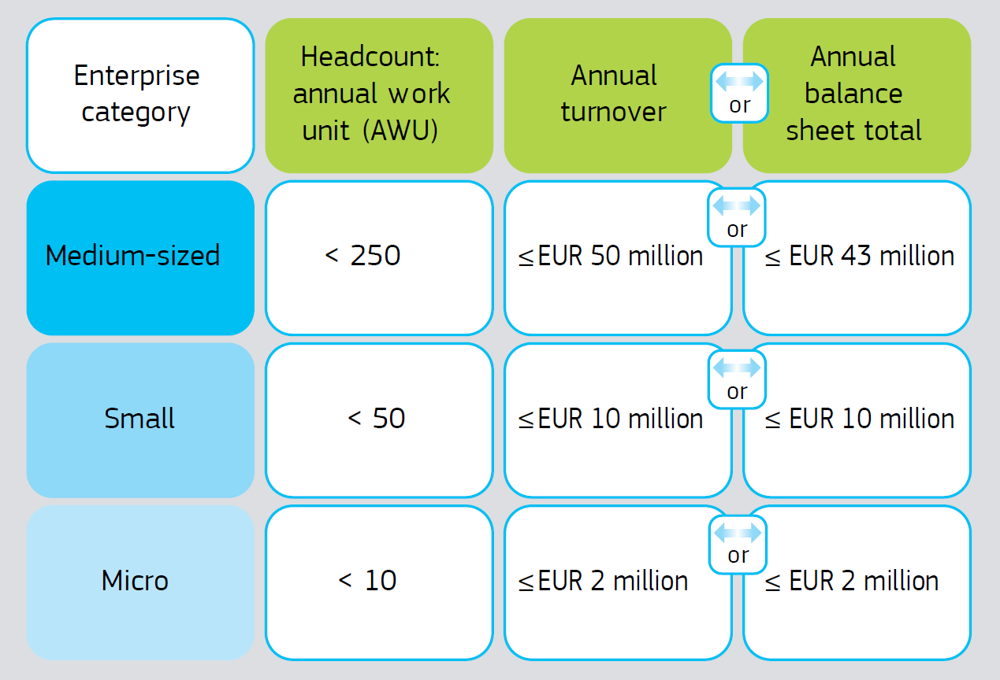 Enterprise
category
Headcount:
annual work
unit (AWU)
Annual
turnover
or
Annual
balance
sheet total
Medium-sized
< 250
≤ EUR 50 million
or
≤ EUR 43 million
Small
< 50
≤ EUR 10 million
or
≤ EUR 10 million
Micro
< 10
≤ EUR 2 million
or
≤ EUR 2 million